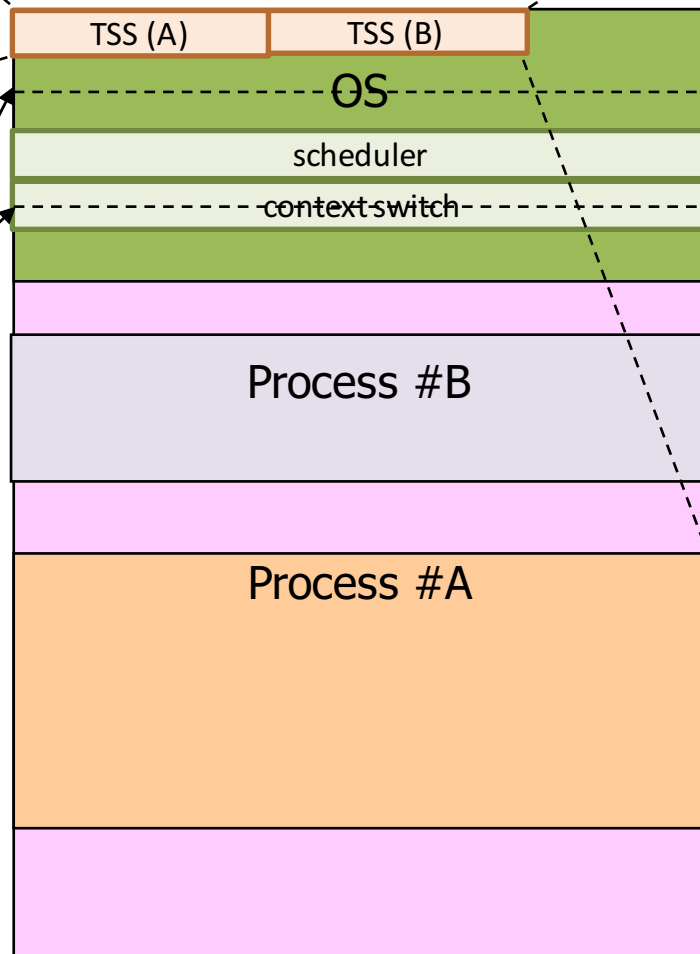 TSS (A) TSS (B)
OS
scheduler
context switch
Process #B
Process #A